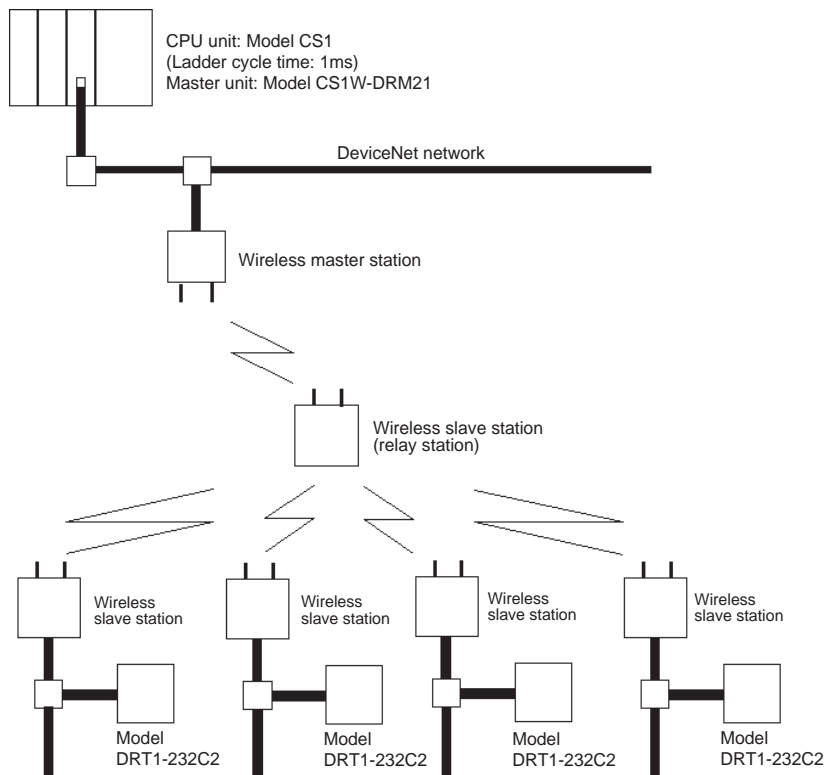 CPU unit: Model CS1
(Ladder cycle time: 1ms)
Master unit: Model CS1W-DRM21
DeviceNet network
Wireless master station
Wireless slave station
(relay station)
Wireless
slave station
Wireless
slave station
Wireless
slave station
Wireless
slave station
Model
DRT1-232C2
Model
DRT1-232C2
Model
DRT1-232C2
Model
DRT1-232C2